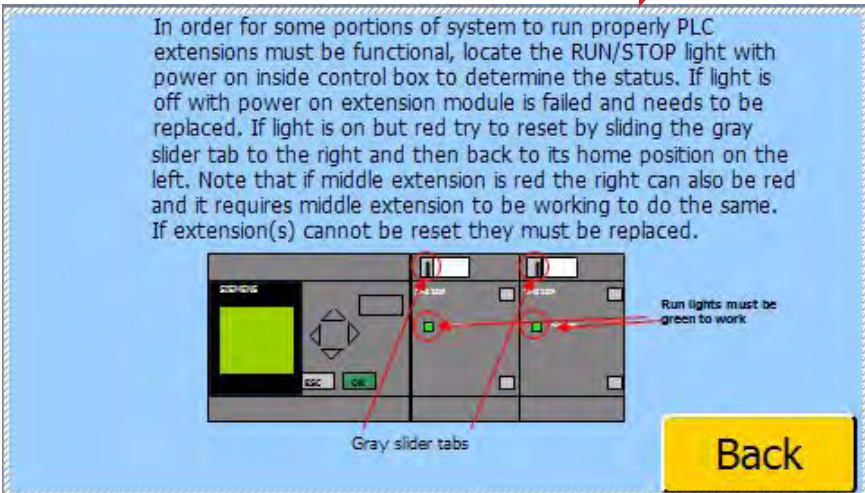 In order for some portions of system to run properly PLC
extensions must be functional, locate the RUN/STOP light with
power on inside control box to determine the status. If light is
off with power on extension module is failed and needs to be
replaced. If light is on but red try to reset by sliding the gray
slider tab to the right and then back to its home position on the
left. Note that if middle extension is red the right can also be red
and it requires middle extension to be working to do the same.
If extension(s) cannot be reset they must be replaced.
SIEMENS
Run lights must be
green to work
ESC OK
Gray slider tabs
Back